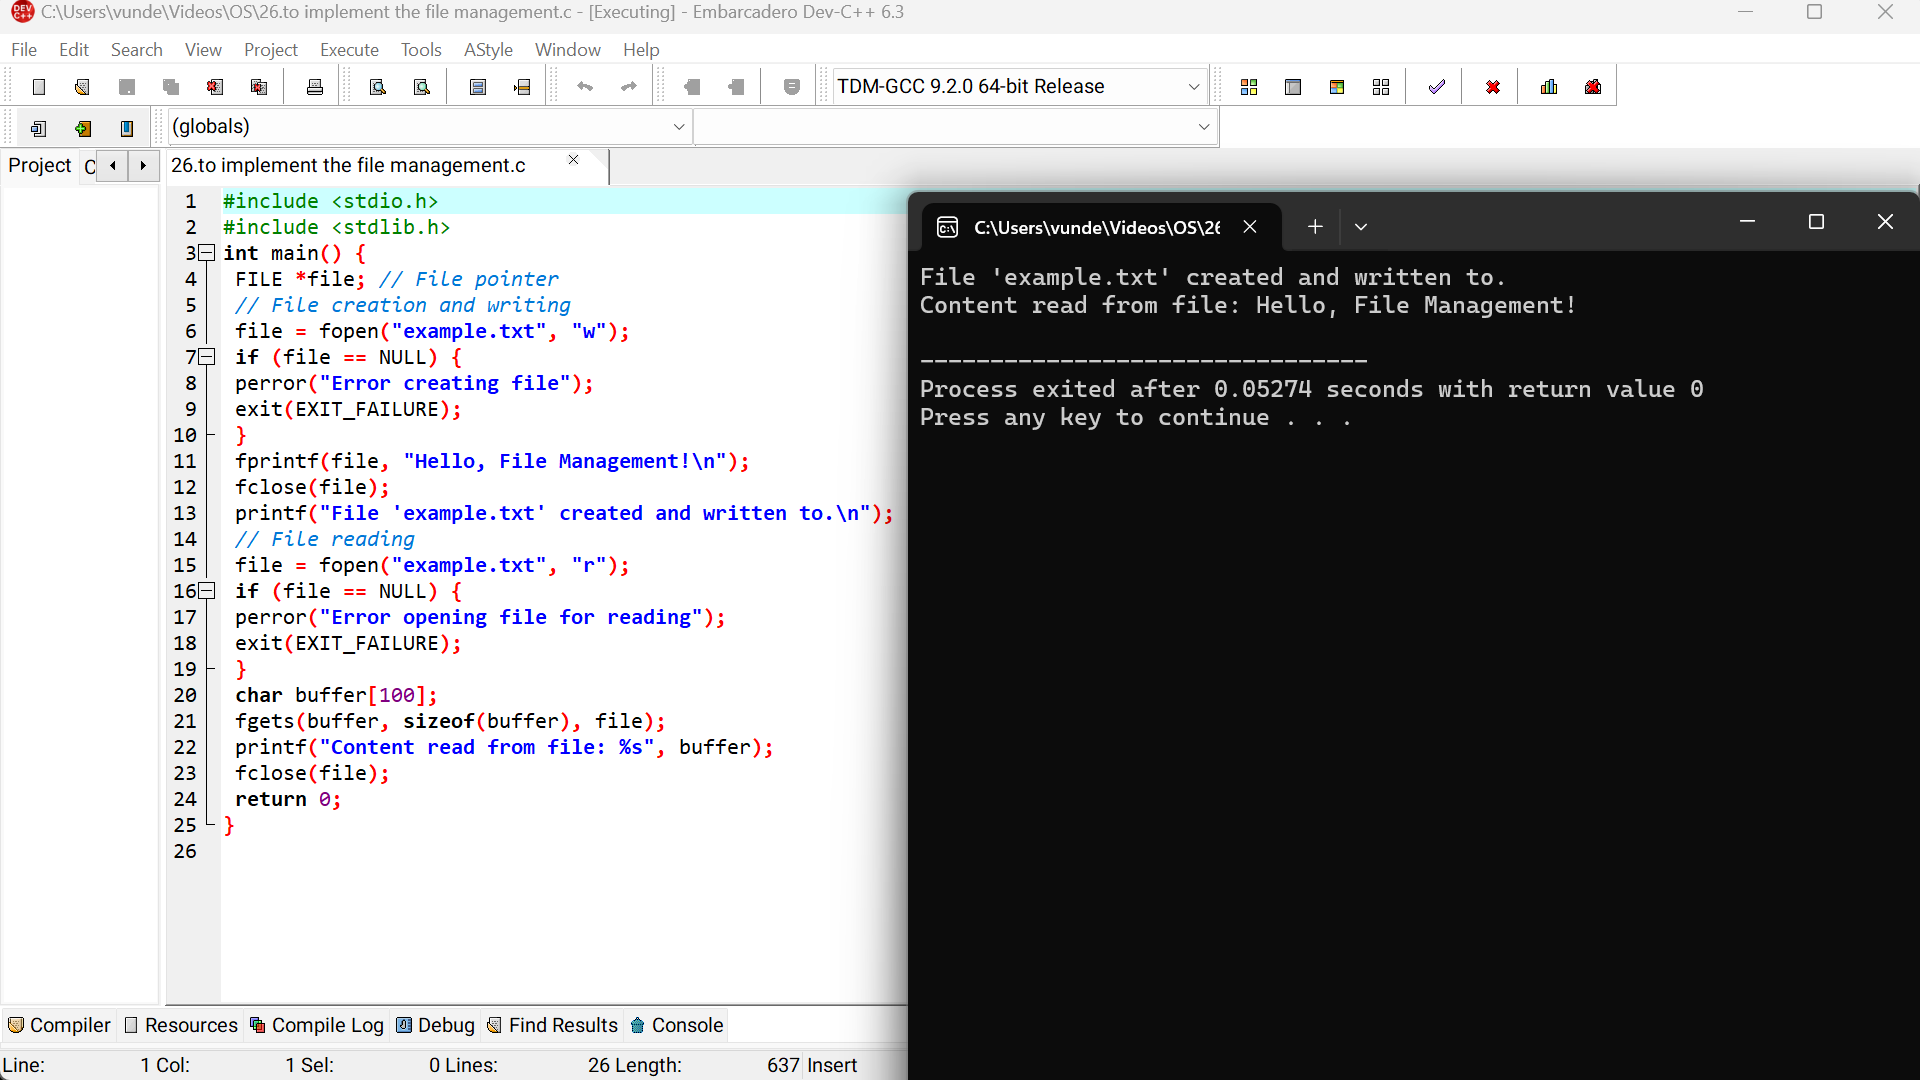 C:\Users\vunde\Videos\OS\26.to implement the file management.c - [Executing] - Embarcadero Dev-C++ 6.3
File Edit Search View Project Execute Tools AStyle Window Help
TDM-GCC 9.2.0 64-bit Release
(globals)
Project C 26.to implement the file management.c
1 #include <stdio.h>
2 #include <stdlib.h>
3 int main() {
4 FILE *file; // File pointer
5 // File creation and writing
6 file = fopen("example.txt", "w");
7 if (file == NULL) {
8 perror("Error creating file");
9 exit(EXIT_FAILURE);
10 }
11 fprintf(file, "Hello, File Management!\n");
12 fclose(file);
13 printf("File 'example.txt' created and written to.\n");
14 // File reading
15 file = fopen("example.txt", "r");
16 if (file == NULL) {
17 perror("Error opening file for reading");
18 exit(EXIT_FAILURE);
19 }
20 char buffer[100];
21 fgets(buffer, sizeof(buffer), file);
22 printf("Content read from file: %s", buffer);
23 fclose(file);
24 return 0;
25 }
26
C:\Users\vunde\Videos\OS\26
File 'example.txt' created and written to.
Content read from file: Hello, File Management!
--------------------------------
Process exited after 0.05274 seconds with return value 0
Press any key to continue . . .
Compiler Resources Compile Log Debug Find Results Console
Line: 1 Col: 1 Sel: 0 Lines: 26 Length: 637 Insert